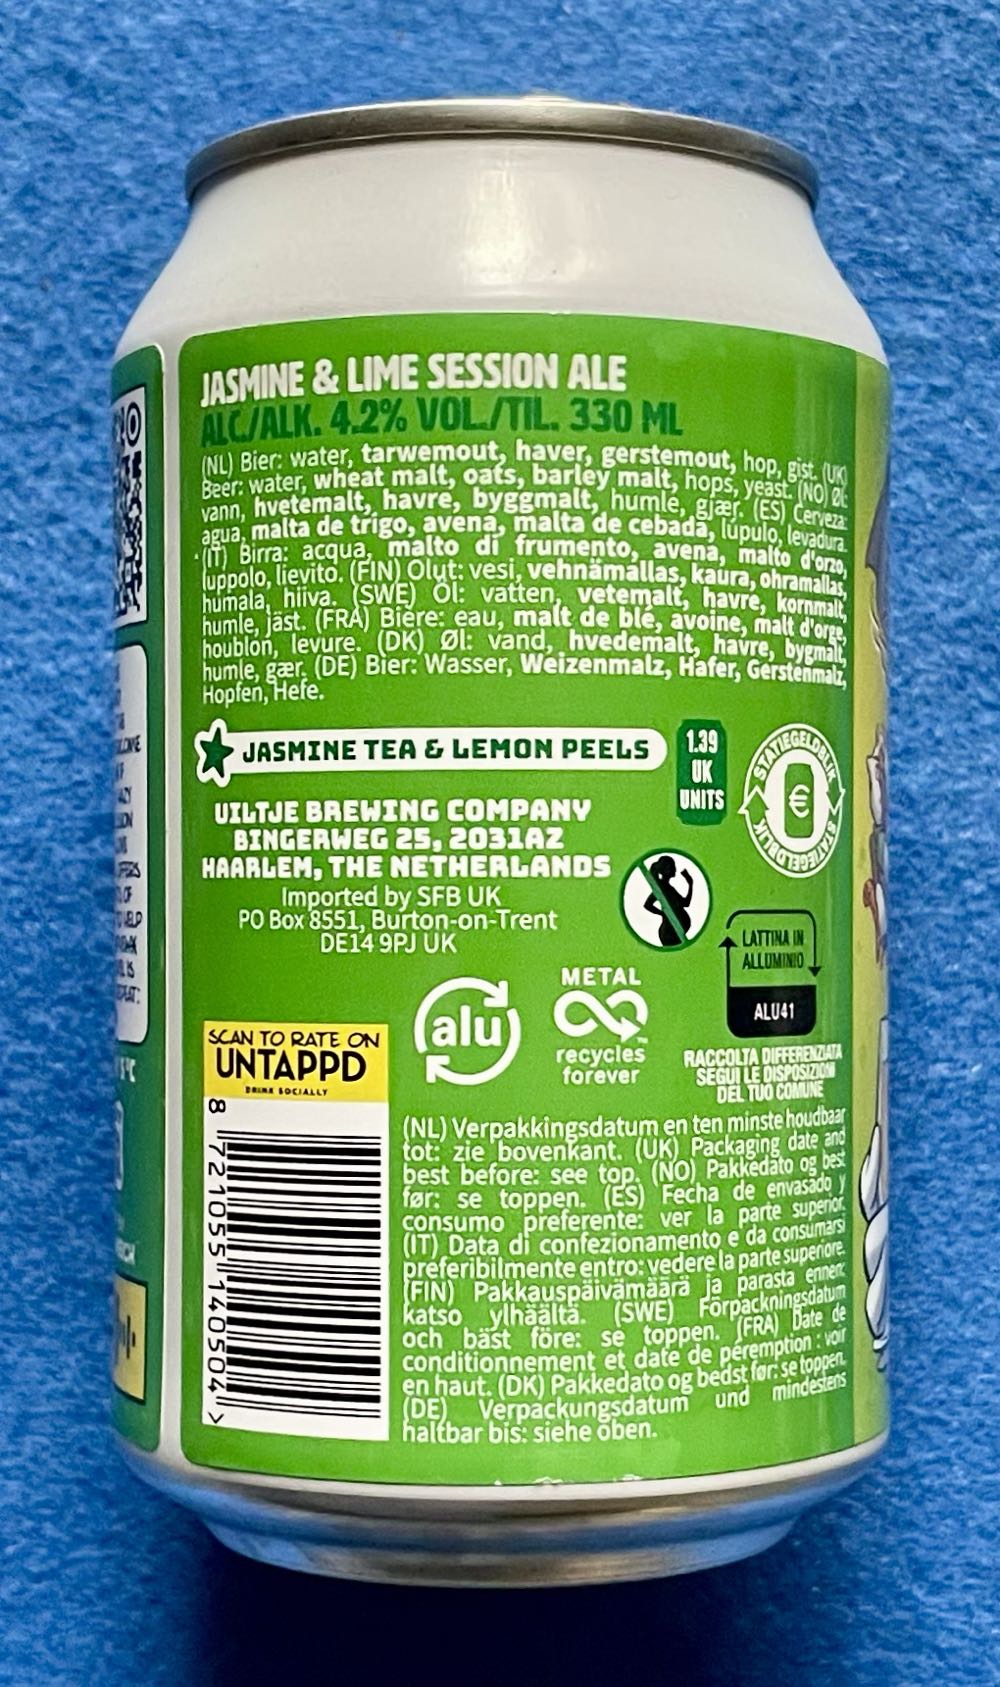 JASMINE & LIME SESSION ALE
ALC./ALK. 4.2% VOL./TIL. 330 ML
(NL) Bier: water, tarwemout, haver, gerstemout, hop, gist. (UK)
Beer: water, wheat malt, oats, barley malt, hops, yeast. (NO) Øl:
vann, hvetemalt, havre, byggmalt, humle, gjær. (ES) Cerveza:
agua, malta de trigo, avena, malta de cebada, lúpulo, levadura.
(IT) Birra: acqua, malto di frumento, avena, malto d'orzo,
luppolo, lievito. (FIN) Olut: vesi, vehnämallas, kaura, ohramallas,
humala, hiiva. (SWE) Öl: vatten, vetemalt, havre, kornmalt,
humle, jäst. (FRA) Bière: eau, malt de blé, avoine, malt d'orge,
houblon, levure. (DK) Øl: vand, hvedemalt, havre, bygmalt,
humle, gær. (DE) Bier: Wasser, Weizenmalz, Hafer, Gerstenmalz,
Hopfen, Hefe.
JASMINE TEA & LEMON PEELS
1.39
UK
UNITS
STATIEGELDBLIK
€
STATIEGELDBLIK
UILTJE BREWING COMPANY
BINGERWEG 25, 2031AZ
HAARLEM, THE NETHERLANDS
Imported by SFB UK
PO Box 8551, Burton-on-Trent
DE14 9PJ UK
LATTINA IN
ALLUMINIO
ALU41
RACCOLTA DIFFERENZIATA
SEGUI LE DISPOSIZIONI
DEL TUO COMUNE
alu
METAL
recycles
forever
SCAN TO RATE ON
UNTAPPD
DRINK SOCIALLY
8 721055 140504 >
(NL) Verpakkingsdatum en ten minste houdbaar
tot: zie bovenkant. (UK) Packaging date and
best before: see top. (NO) Pakkedato og best
før: se toppen. (ES) Fecha de envasado y
consumo preferente: ver la parte superior.
(IT) Data di confezionamento e da consumarsi
preferibilmente entro: vedere la parte superiore.
(FIN) Pakkauspäivämäärä ja parasta ennen:
katso ylhäältä. (SWE) Förpackningsdatum
och bäst före: se toppen. (FRA) Date de
conditionnement et date de péremption : voir
en haut. (DK) Pakkedato og bedst før: se toppen.
(DE) Verpackungsdatum und mindestens
haltbar bis: siehe oben.